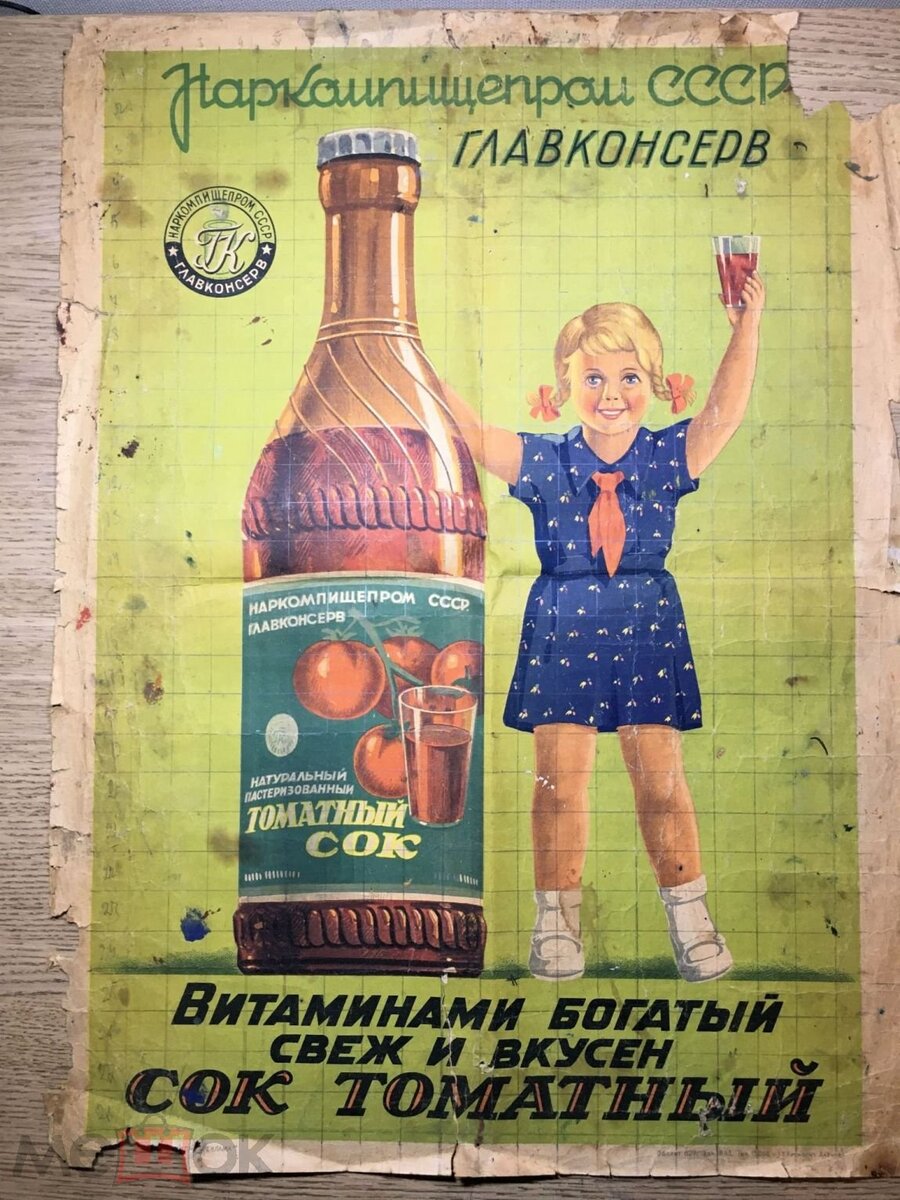 Наркомпищепром СССР
ГЛАВКОНСЕРВ
НАРКОМПИЩЕПРОМ СССР
ГК
ГЛАВКОНСЕРВ
НАРКОМПИЩЕПРОМ СССР.
ГЛАВКОНСЕРВ
НАТУРАЛЬНЫЙ
ПАСТЕРИЗОВАННЫЙ
ТОМАТНЫЙ
СОК
ВИТАМИНАМИ БОГАТЫЙ
СВЕЖ И ВКУСЕН
СОК ТОМАТНЫЙ
мешок